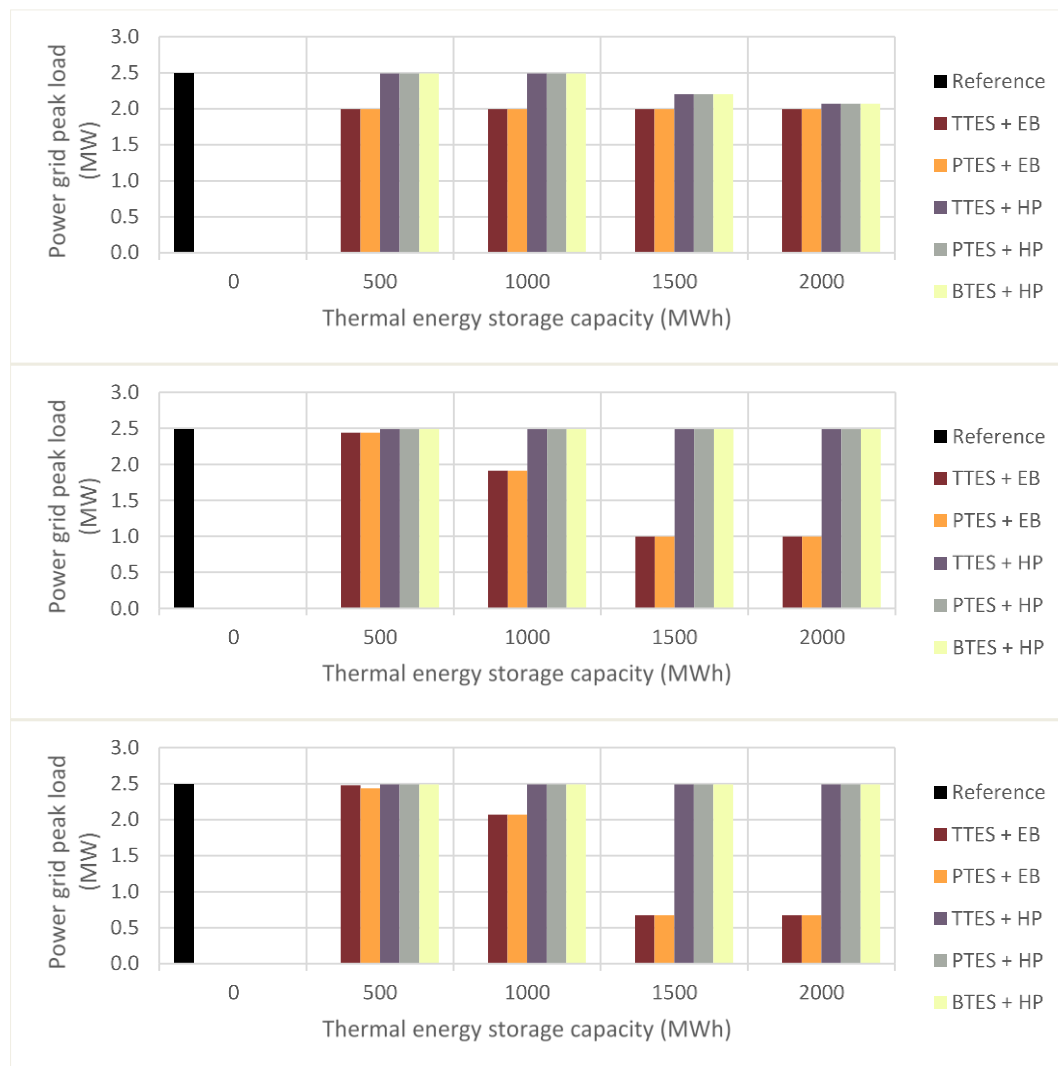 Power grid peak load
(MW)
3.0
2.5
2.0
1.5
1.0
0.5
0.0
0 500 1000 1500 2000
Thermal energy storage capacity (MWh)
Reference
TTES + EB
PTES + EB
TTES + HP
PTES + HP
BTES + HP
Power grid peak load
(MW)
3.0
2.5
2.0
1.5
1.0
0.5
0.0
0 500 1000 1500 2000
Thermal energy storage capacity (MWh)
Reference
TTES + EB
PTES + EB
TTES + HP
PTES + HP
BTES + HP
Power grid peak load
(MW)
3.0
2.5
2.0
1.5
1.0
0.5
0.0
0 500 1000 1500 2000
Thermal energy storage capacity (MWh)
Reference
TTES + EB
PTES + EB
TTES + HP
PTES + HP
BTES + HP